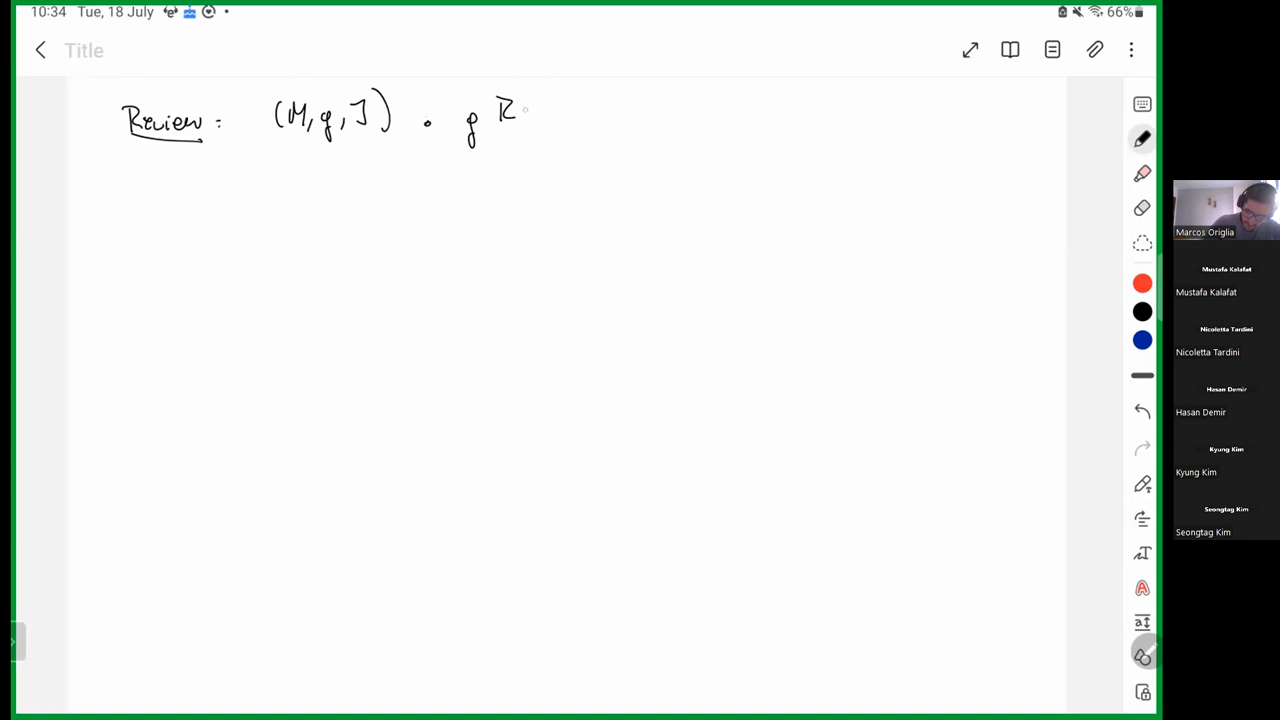 10:34 Tue, 18 July 66%
Title
Review: (M, g, J) • g R
Marcos Origlia
Mustafa Kalafat
Mustafa Kalafat
Nicoletta Tardini
Nicoletta Tardini
Hasan Demir
Hasan Demir
Kyung Kim
Kyung Kim
Seongtag Kim
Seongtag Kim